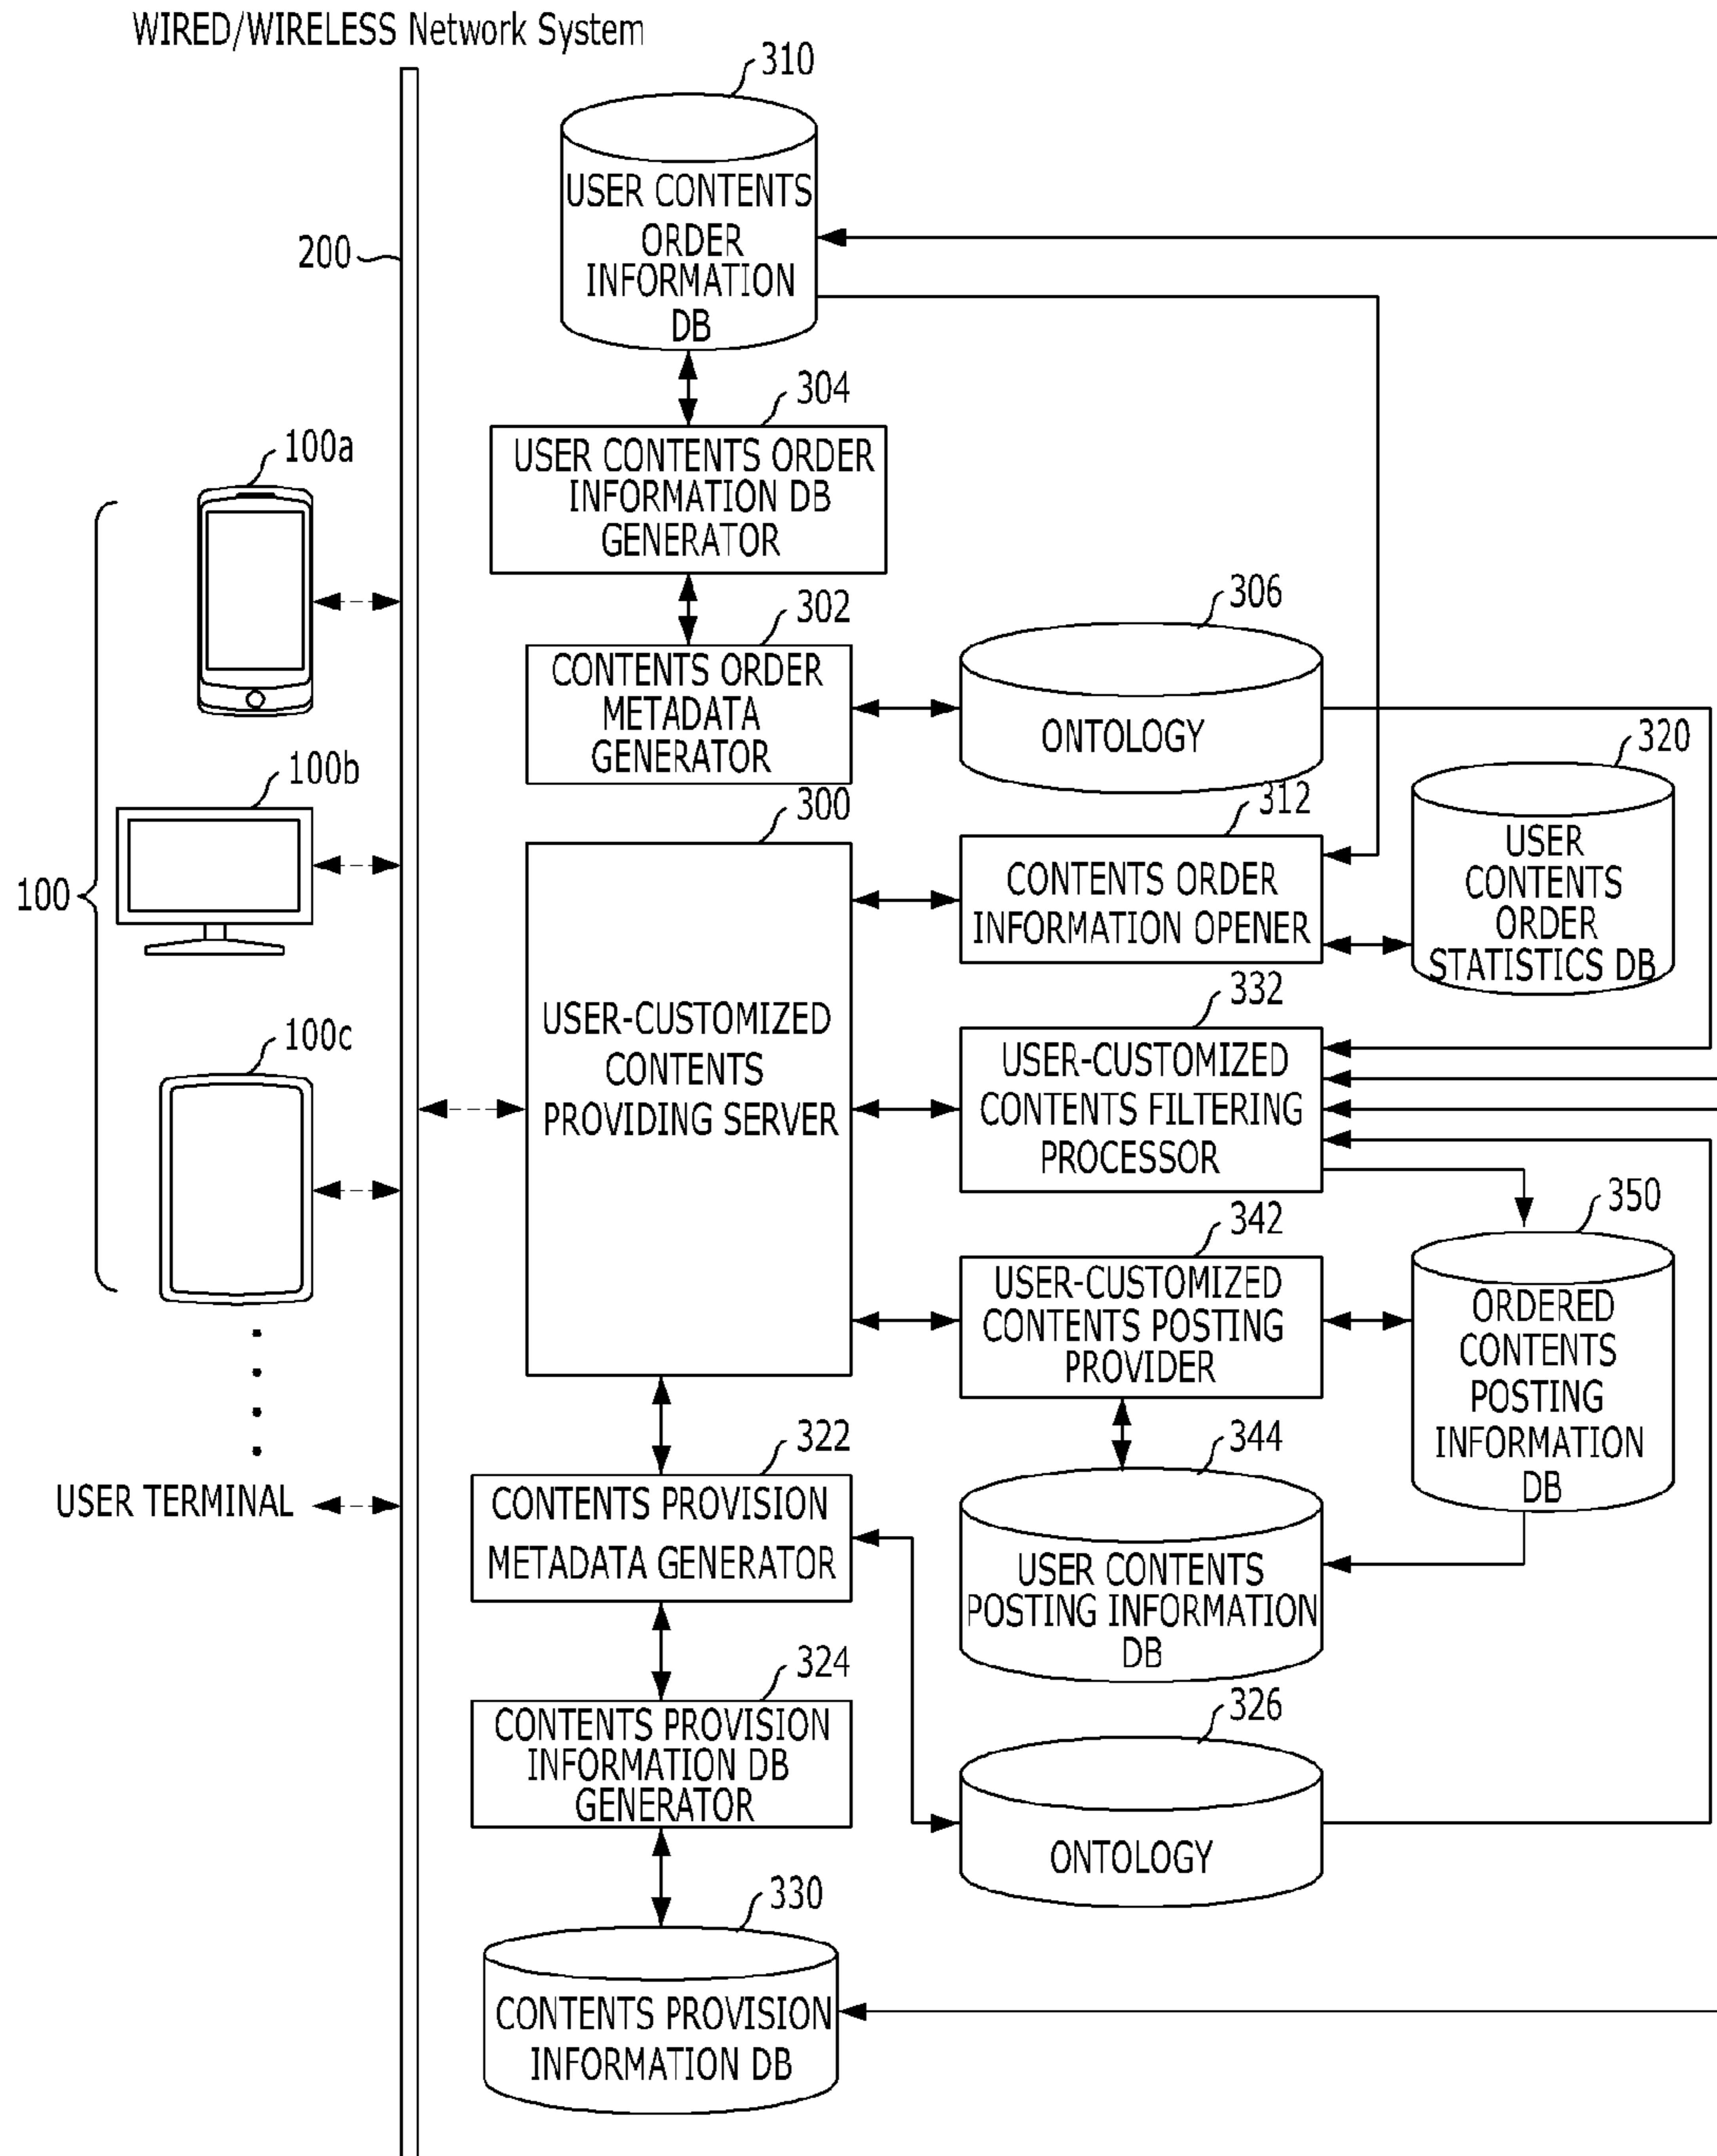 WIRED/WIRELESS Network System
310
USER CONTENTS
ORDER
INFORMATION
DB
200
304
USER CONTENTS ORDER
INFORMATION DB
GENERATOR
100a
302
CONTENTS ORDER
METADATA
GENERATOR
306
ONTOLOGY
320
USER
CONTENTS
ORDER
STATISTICS DB
100b
100
300
USER-CUSTOMIZED
CONTENTS
PROVIDING SERVER
312
CONTENTS ORDER
INFORMATION OPENER
332
USER-CUSTOMIZED
CONTENTS FILTERING
PROCESSOR
100c
342
USER-CUSTOMIZED
CONTENTS POSTING
PROVIDER
350
ORDERED
CONTENTS
POSTING
INFORMATION
DB
USER TERMINAL
322
CONTENTS PROVISION
METADATA GENERATOR
344
USER CONTENTS
POSTING INFORMATION
DB
324
CONTENTS PROVISION
INFORMATION DB
GENERATOR
326
ONTOLOGY
330
CONTENTS PROVISION
INFORMATION DB